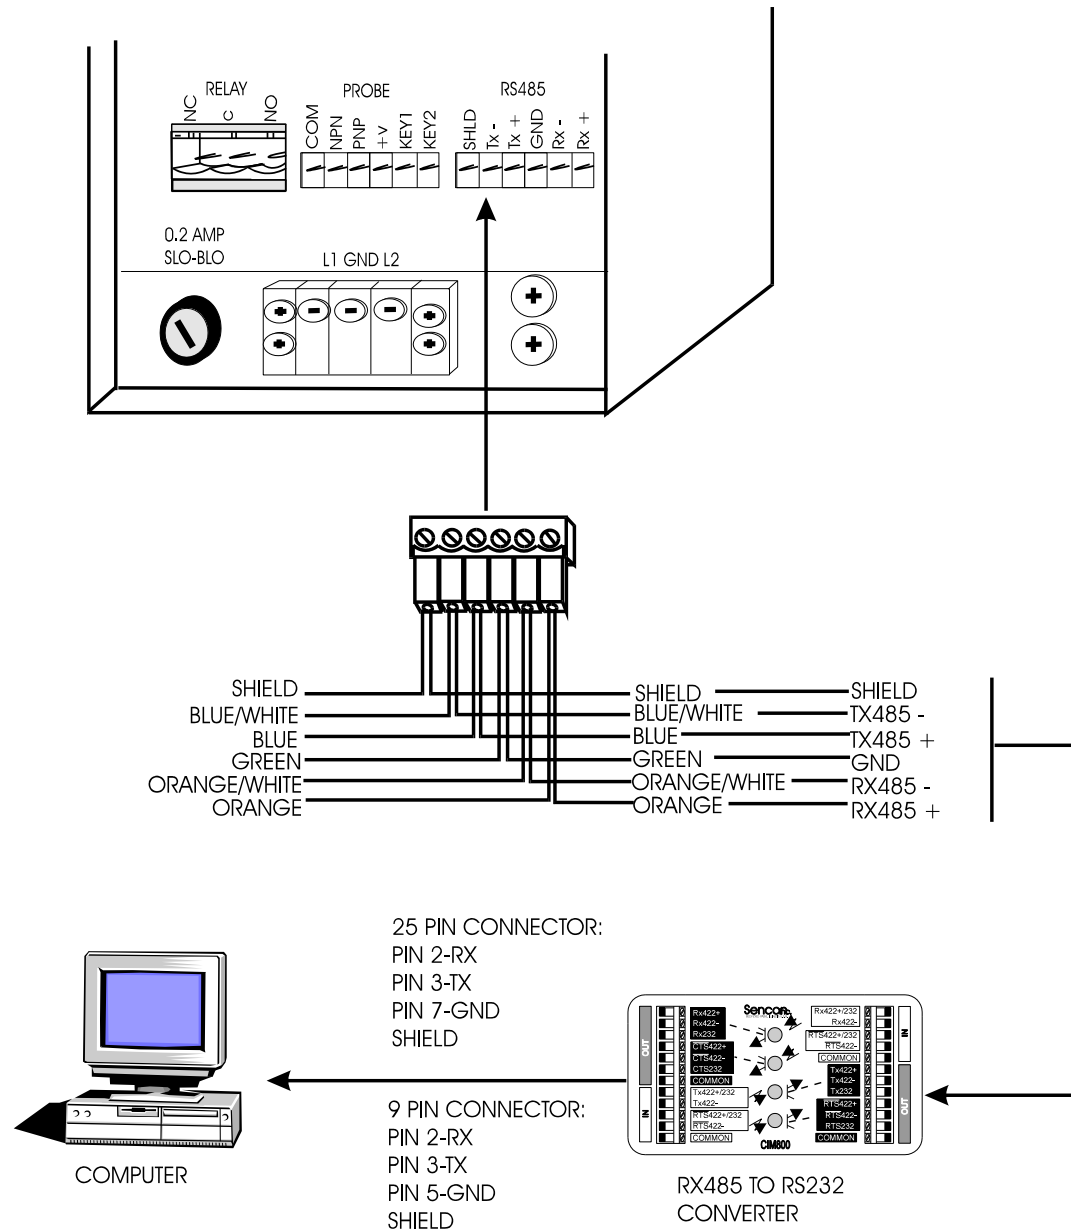 RELAY
NC
C
NO
PROBE
COM
NPN
PNP
+V
KEY1
KEY2
RS485
SHLD
Tx -
Tx +
GND
Rx -
Rx +
0.2 AMP
SLO-BLO
L1 GND L2
SHIELD
BLUE/WHITE
BLUE
GREEN
ORANGE/WHITE
ORANGE
SHIELD SHIELD
BLUE/WHITE TX485 -
BLUE TX485 +
GREEN GND
ORANGE/WHITE RX485 -
ORANGE RX485 +
25 PIN CONNECTOR:
PIN 2-RX
PIN 3-TX
PIN 7-GND
SHIELD
9 PIN CONNECTOR:
PIN 2-RX
PIN 3-TX
PIN 5-GND
SHIELD
COMPUTER
OUT
IN
Rx422+
Rx422-
Rx232
CTS422+
CTS422-
CTS232
COMMON
Tx422+/232
Tx422-
RTS422+/232
RTS422-
COMMON
CIM800
Rx422+/232
Rx422-
RTS422+/232
RTS422-
COMMON
Tx422+
Tx422-
Tx232
RTS422+
RTS422-
RTS232
COMMON
IN
OUT
RX485 TO RS232
CONVERTER